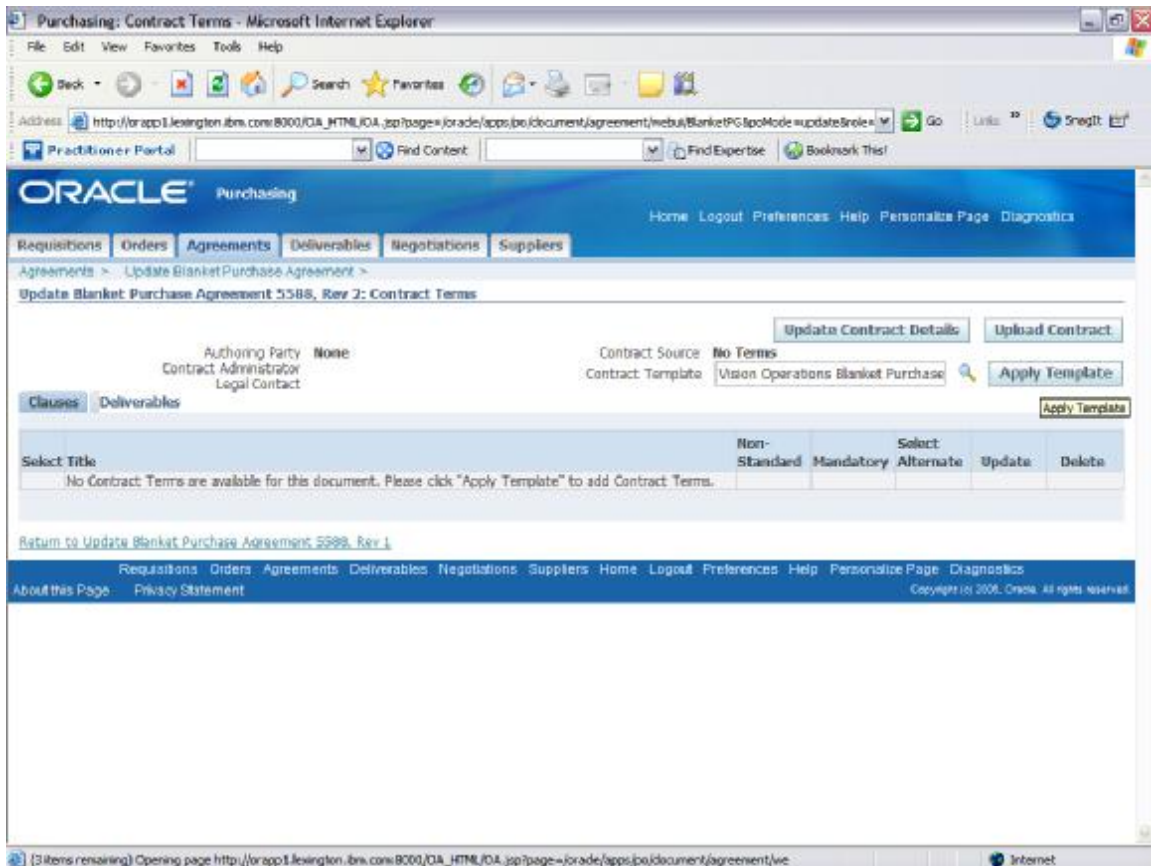 Purchasing: Contract Terms - Microsoft Internet Explorer
File Edit View Favorites Tools Help
Back Search Favorites
Address http://orapp1.lexington.ibm.com:8000/OA_HTML/OA.jsp?page=/oracle/apps/po/document/agreement/webui/BlanketPG&poMode=update&role= Go Links » SnagIt
Practitioner Portal Find Content Find Expertise Bookmark This!
ORACLE Purchasing
Home Logout Preferences Help Personalize Page Diagnostics
Requisitions Orders Agreements Deliverables Negotiations Suppliers
Agreements > Update Blanket Purchase Agreement >
Update Blanket Purchase Agreement 5588, Rev 2: Contract Terms
Update Contract Details Upload Contract
Authoring Party None Contract Source No Terms
Contract Administrator Contract Template Vision Operations Blanket Purchase Apply Template
Legal Contact
Clauses Deliverables Apply Template
Select Title Non-Standard Mandatory Select Alternate Update Delete
No Contract Terms are available for this document. Please click "Apply Template" to add Contract Terms.
Return to Update Blanket Purchase Agreement 5588, Rev 1
Requisitions Orders Agreements Deliverables Negotiations Suppliers Home Logout Preferences Help Personalize Page Diagnostics
About this Page Privacy Statement Copyright (c) 2006, Oracle. All rights reserved.
(3 items remaining) Opening page http://orapp1.lexington.ibm.com:8000/OA_HTML/OA.jsp?page=/oracle/apps/po/document/agreement/we Internet